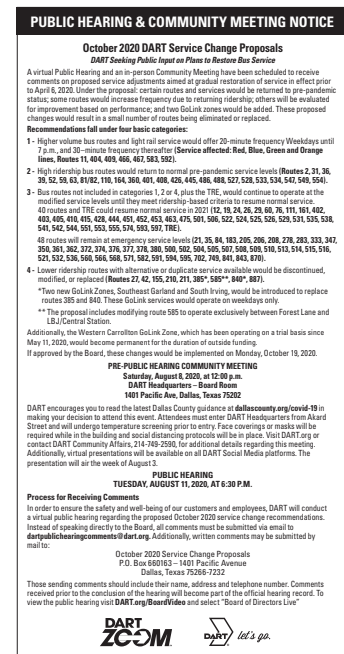 PUBLIC HEARING & COMMUNITY MEETING NOTICE
October 2020 DART Service Change Proposals
DART Seeking Public Input on Plans to Restore Bus Service
A virtual Public Hearing and an in-person Community Meeting have been scheduled to receive
comments on proposed service adjustments aimed at gradual restoration of service in effect prior
to April 6, 2020. Under the proposal: certain routes and services would be returned to pre-pandemic
status; some routes would increase frequency due to returning ridership; others will be evaluated
for improvement based on performance; and two GoLink zones would be added. These proposed
changes would result in a small number of routes being eliminated or replaced.
Recommendations fall under four basic categories:
1 - Higher volume bus routes and light rail service would offer 20-minute frequency Weekdays until
7 p.m., and 30–minute frequency thereafter (Service affected: Red, Blue, Green and Orange
lines, Routes 11, 404, 409, 466, 467, 583, 592).
2 - High ridership bus routes would return to normal pre-pandemic service levels (Routes 2, 31, 36,
39, 52, 59, 63, 81/82, 110, 164, 360, 401, 408, 426, 445, 486, 488, 527, 528, 533, 534, 547, 549, 554).
3 - Bus routes not included in categories 1, 2 or 4, plus the TRE, would continue to operate at the
modified service levels until they meet ridership-based criteria to resume normal service.
40 routes and TRE could resume normal service in 2021 (12, 19, 24, 26, 29, 60, 76, 111, 161, 402,
403, 405, 410, 415, 428, 444, 451, 452, 453, 463, 475, 501, 506, 522, 524, 525, 526, 529, 531, 535, 538,
541, 542, 544, 551, 553, 555, 574, 593, 597, TRE).
48 routes will remain at emergency service levels (21, 35, 84, 183, 205, 206, 208, 278, 283, 333, 347,
350, 361, 362, 372, 374, 376, 377, 378, 380, 500, 502, 504, 505, 507, 508, 509, 510, 513, 514, 515, 516,
521, 532, 536, 560, 566, 568, 571, 582, 591, 594, 595, 702, 749, 841, 843, 870).
4 - Lower ridership routes with alternative or duplicate service available would be discontinued,
modified, or replaced (Routes 27, 42, 155, 210, 211, 385*, 585**, 840*, 887).
*Two new GoLink Zones, Southeast Garland and South Irving, would be introduced to replace
routes 385 and 840. These GoLink services would operate on weekdays only.
** The proposal includes modifying route 585 to operate exclusively between Forest Lane and
LBJ/Central Station.
Additionally, the Western Carrollton GoLink Zone, which has been operating on a trial basis since
May 11, 2020, would become permanent for the duration of outside funding.
If approved by the Board, these changes would be implemented on Monday, October 19, 2020.
PRE-PUBLIC HEARING COMMUNITY MEETING
Saturday, August 8, 2020, at 12:00 p.m.
DART Headquarters – Board Room
1401 Pacific Ave, Dallas, Texas 75202
DART encourages you to read the latest Dallas County guidance at dallascounty.org/covid-19 in
making your decision to attend this event. Attendees must enter DART Headquarters from Akard
Street and will undergo temperature screening prior to entry. Face coverings or masks will be
required while in the building and social distancing protocols will be in place. Visit DART.org or
contact DART Community Affairs, 214-749-2590, for additional details regarding this meeting.
Additionally, virtual presentations will be available on all DART Social Media platforms. The
presentation will air the week of August 3.
PUBLIC HEARING
TUESDAY, AUGUST 11, 2020, AT 6:30 P.M.
Process for Receiving Comments
In order to ensure the safety and well-being of our customers and employees, DART will conduct
a virtual public hearing regarding the proposed October 2020 service change recommendations.
Instead of speaking directly to the Board, all comments must be submitted via email to
dartpublichearingcomments@dart.org. Additionally, written comments may be submitted by
mail to:
October 2020 Service Change Proposals
P.O. Box 660163 – 1401 Pacific Avenue
Dallas, Texas 75266-7232
Those sending comments should include their name, address and telephone number. Comments
received prior to the conclusion of the hearing will become part of the official hearing record. To
view the public hearing visit DART.org/BoardVideo and select "Board of Directors Live"
DART
ZOOM
DART
let's go.